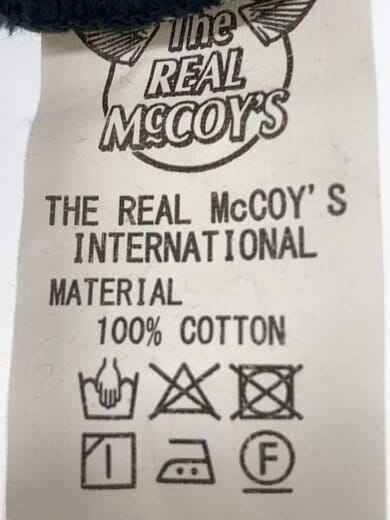 The
REAL
McCOY'S
THE REAL McCOY'S
INTERNATIONAL
MATERIAL
100% COTTON
F